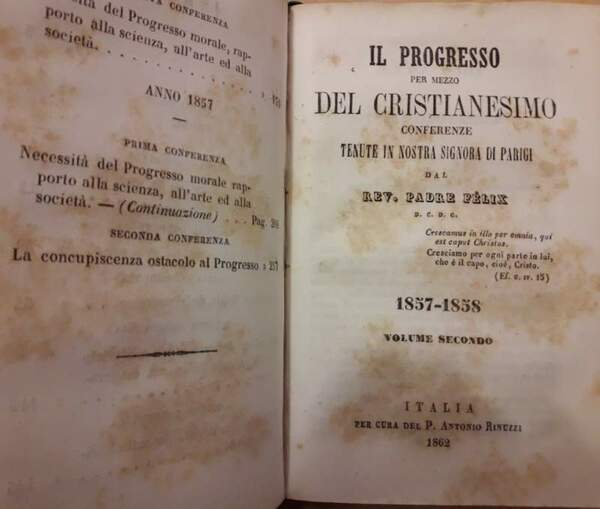 CONFERENZA
del Progresso morale, rap-
porto alla scienza, all'arte ed alla
società.
ANNO 1857
PRIMA CONFERENZA
Necessità del Progresso morale rap-
porto alla scienza, all'arte ed alla
società. — (Continuazione) . . . Pag.
SECONDA CONFERENZA
La concupiscenza ostacolo al Progresso » 257
IL PROGRESSO
PER MEZZO
DEL CRISTIANESIMO
CONFERENZE
TENUTE IN NOSTRA SIGNORA DI PARIGI
DAL
REV. PADRE FÉLIX
D. C. D. G.
Crescamus in illo per omnia, qui
est caput Christus.
Cresciamo per ogni parte in lui,
che è il capo, cioè, Cristo.
(Ef. c. IV. 15)
1857-1858
VOLUME SECONDO
ITALIA
PER CURA DEL P. ANTONIO RINUZZI
1862